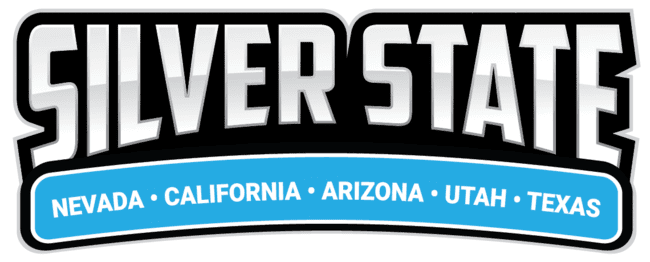 SILVER STATE
NEVADA • CALIFORNIA • ARIZONA • UTAH • TEXAS